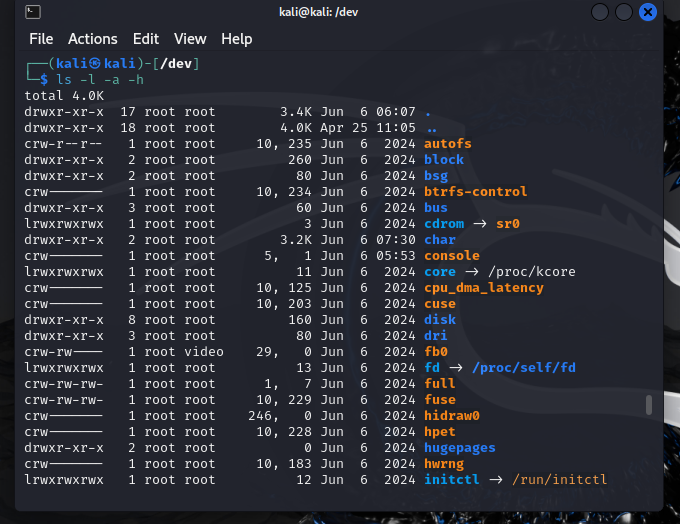 kali@kali: /dev
File Actions Edit View Help
┌──(kali㉿kali)-[/dev]
└─$ ls -l -a -h
total 4.0K
drwxr-xr-x  17 root root        3.4K Jun  6 06:07 .
drwxr-xr-x  18 root root        4.0K Apr 25 11:05 ..
crw-r--r--   1 root root     10, 235 Jun  6  2024 autofs
drwxr-xr-x   2 root root         260 Jun  6  2024 block
drwxr-xr-x   2 root root          80 Jun  6  2024 bsg
crw-------   1 root root     10, 234 Jun  6  2024 btrfs-control
drwxr-xr-x   3 root root          60 Jun  6  2024 bus
lrwxrwxrwx   1 root root           3 Jun  6  2024 cdrom -> sr0
drwxr-xr-x   2 root root        3.2K Jun  6 07:30 char
crw-------   1 root root      5,   1 Jun  6 05:53 console
lrwxrwxrwx   1 root root          11 Jun  6  2024 core -> /proc/kcore
crw-------   1 root root     10, 125 Jun  6  2024 cpu_dma_latency
crw-------   1 root root     10, 203 Jun  6  2024 cuse
drwxr-xr-x   8 root root         160 Jun  6  2024 disk
drwxr-xr-x   3 root root          80 Jun  6  2024 dri
crw-rw----   1 root video    29,   0 Jun  6  2024 fb0
lrwxrwxrwx   1 root root          13 Jun  6  2024 fd -> /proc/self/fd
crw-rw-rw-   1 root root      1,   7 Jun  6  2024 full
crw-rw-rw-   1 root root     10, 229 Jun  6  2024 fuse
crw-------   1 root root    246,   0 Jun  6  2024 hidraw0
crw-------   1 root root     10, 228 Jun  6  2024 hpet
drwxr-xr-x   2 root root           0 Jun  6  2024 hugepages
crw-------   1 root root     10, 183 Jun  6  2024 hwrng
lrwxrwxrwx   1 root root          12 Jun  6  2024 initctl -> /run/initctl